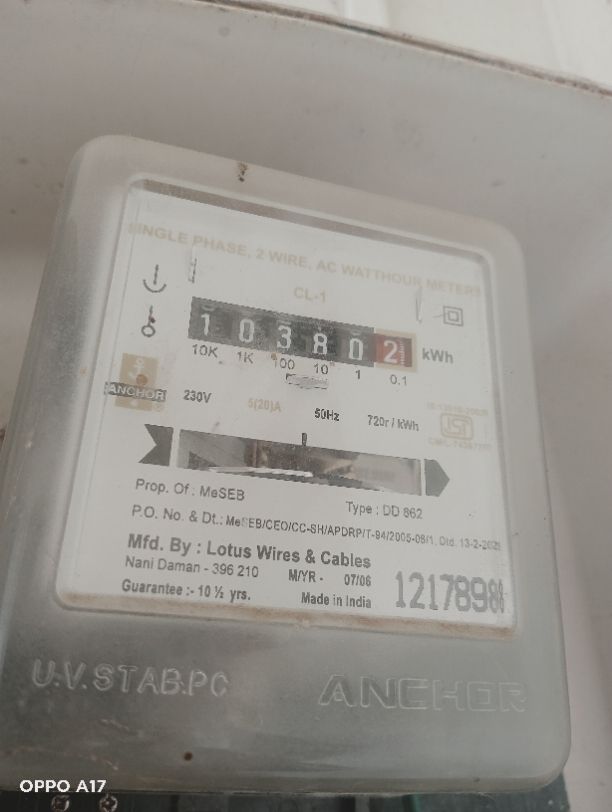 SINGLE PHASE, 2 WIRE, AC WATTHOUR METER
CL-1
1 0 3 8 0 2 kWh
10K 1K 100 10 1 0.1
ANCHOR
230V 5(20)A 50Hz 720r / kWh
Prop. Of : MeSEB
Type : DD 862
P.O. No. & Dt.: MeSEB/CEO/CC-SH/APDRP/T-94/2005-06/1, Dtd. 13-2-
Mfd. By : Lotus Wires & Cables
Nani Daman - 396 210 M/YR - 07/06
Guarantee :- 10 ½ yrs. Made in India
U.V.STAB.PC ANCHOR
OPPO A17